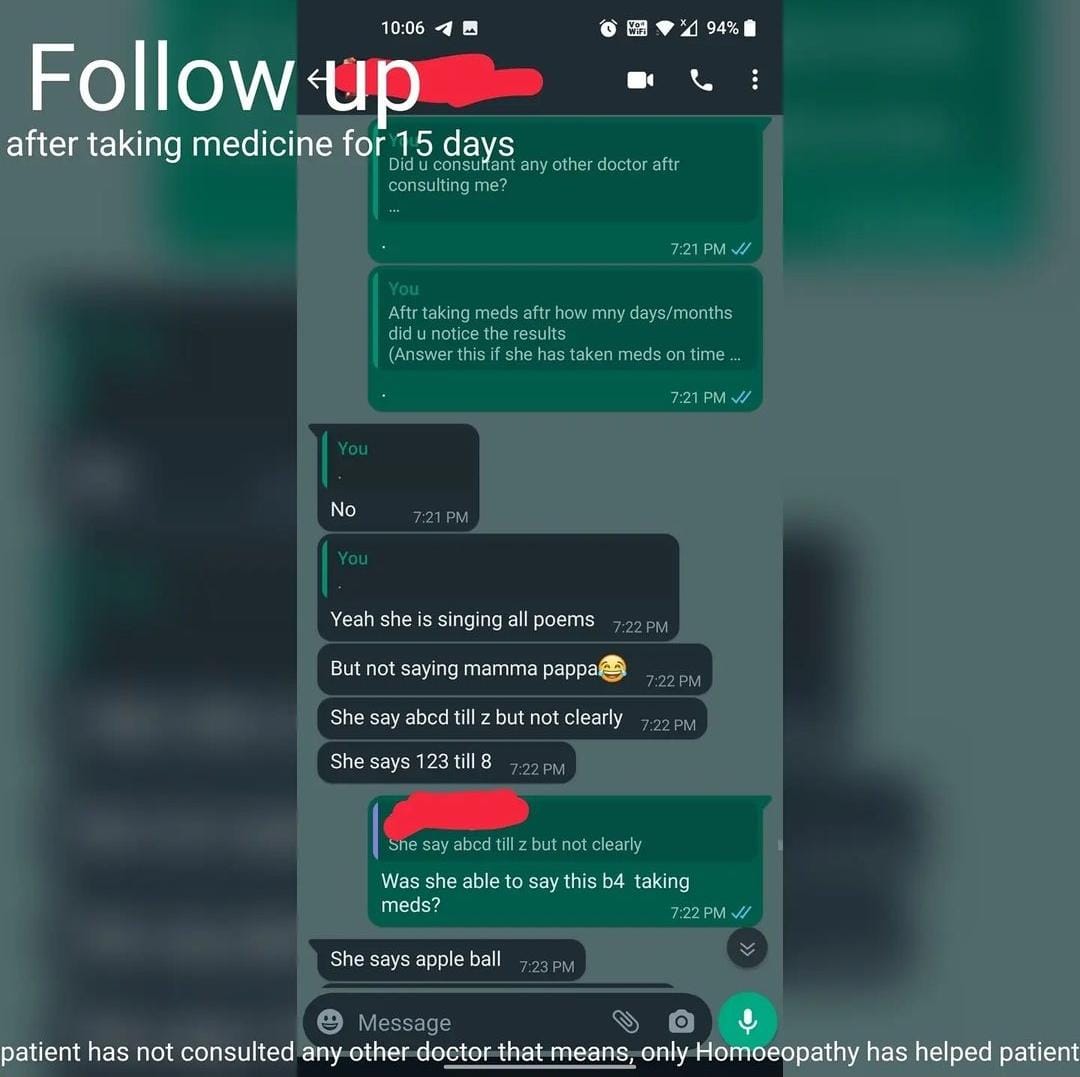 10:06
Vo WiFi
94%
Follow up
after taking medicine for 15 days
You
Did u consultant any other doctor aftr
consulting me?
...
.
7:21 PM
You
Aftr taking meds aftr how mny days/months
did u notice the results
(Answer this if she has taken meds on time ...
.
7:21 PM
You
.
No
7:21 PM
You
.
Yeah she is singing all poems
7:22 PM
But not saying mamma pappa😂
7:22 PM
She say abcd till z but not clearly
7:22 PM
She says 123 till 8
7:22 PM
She say abcd till z but not clearly
Was she able to say this b4 taking
meds?
7:22 PM
She says apple ball
7:23 PM
Message
patient has not consulted any other doctor that means, only Homoeopathy has helped patient